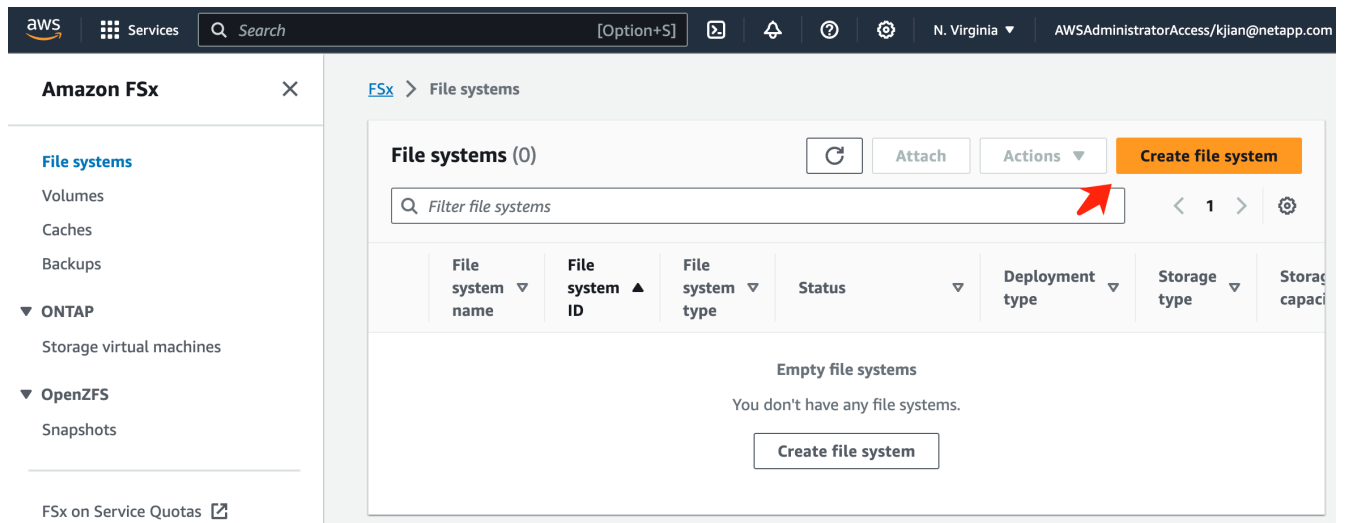 aws
Services
Search
[Option+S]
N. Virginia
AWSAdministratorAccess/kjian@netapp.com
Amazon FSx
File systems
Volumes
Caches
Backups
ONTAP
Storage virtual machines
OpenZFS
Snapshots
FSx on Service Quotas
FSx > File systems
File systems (0)
Attach
Actions
Create file system
Filter file systems
1
File system name
File system ID
File system type
Status
Deployment type
Storage type
Storag
capaci
Empty file systems
You don't have any file systems.
Create file system